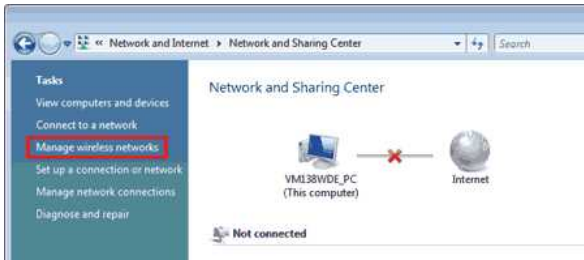 « Network and Internet ▸ Network and Sharing Center
Search
Tasks
View computers and devices
Connect to a network
Manage wireless networks
Set up a connection or network
Manage network connections
Diagnose and repair
Network and Sharing Center
VM138WDE_PC
(This computer)
Internet
Not connected